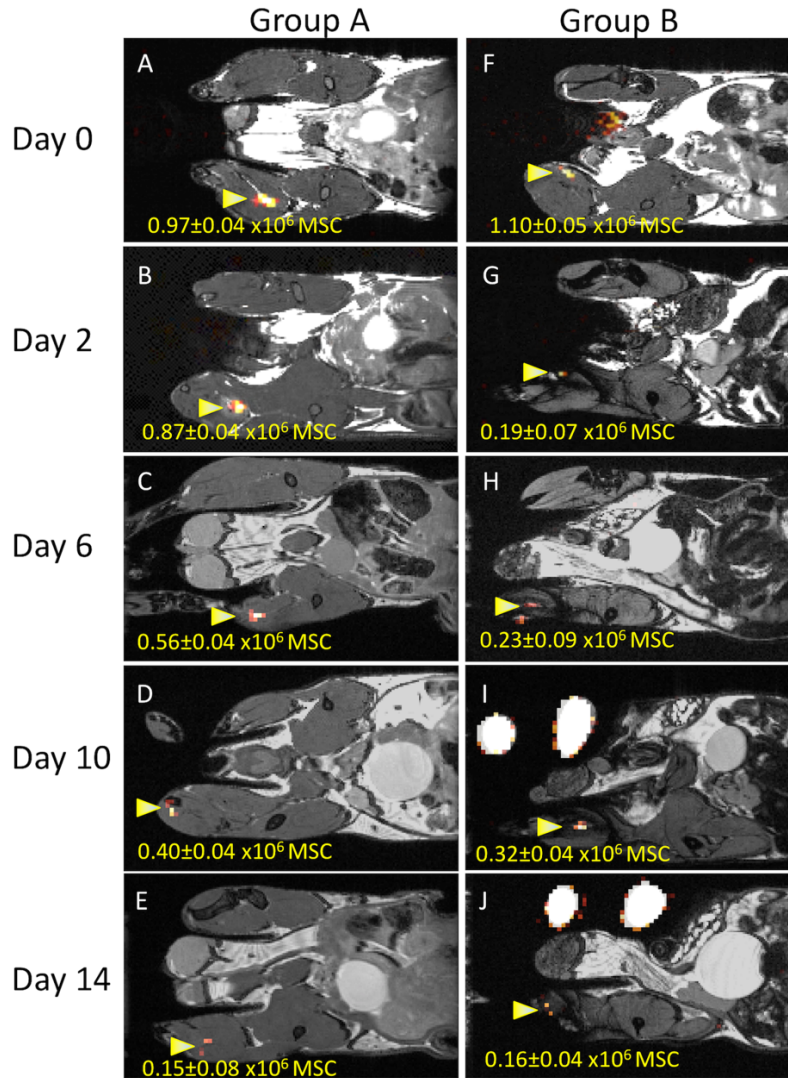 Group A Group B
Day 0
A
0.97±0.04 x10⁶ MSC
F
1.10±0.05 x10⁶ MSC
Day 2
B
0.87±0.04 x10⁶ MSC
G
0.19±0.07 x10⁶ MSC
Day 6
C
0.56±0.04 x10⁶ MSC
H
0.23±0.09 x10⁶ MSC
Day 10
D
0.40±0.04 x10⁶ MSC
I
0.32±0.04 x10⁶ MSC
Day 14
E
0.15±0.08 x10⁶ MSC
J
0.16±0.04 x10⁶ MSC